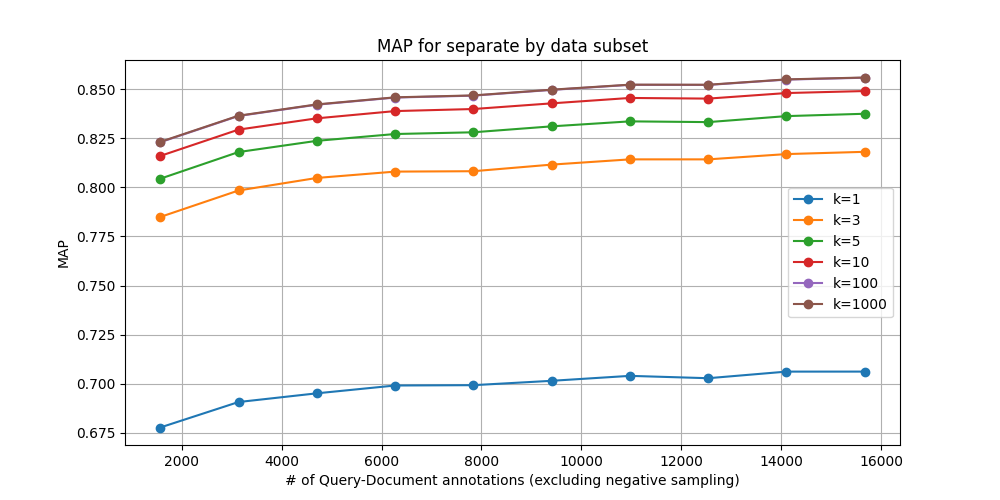 MAP for separate by data subset
MAP
0.850
0.825
0.800
0.775
0.750
0.725
0.700
0.675
k=1
k=3
k=5
k=10
k=100
k=1000
2000 4000 6000 8000 10000 12000 14000 16000
# of Query-Document annotations (excluding negative sampling)